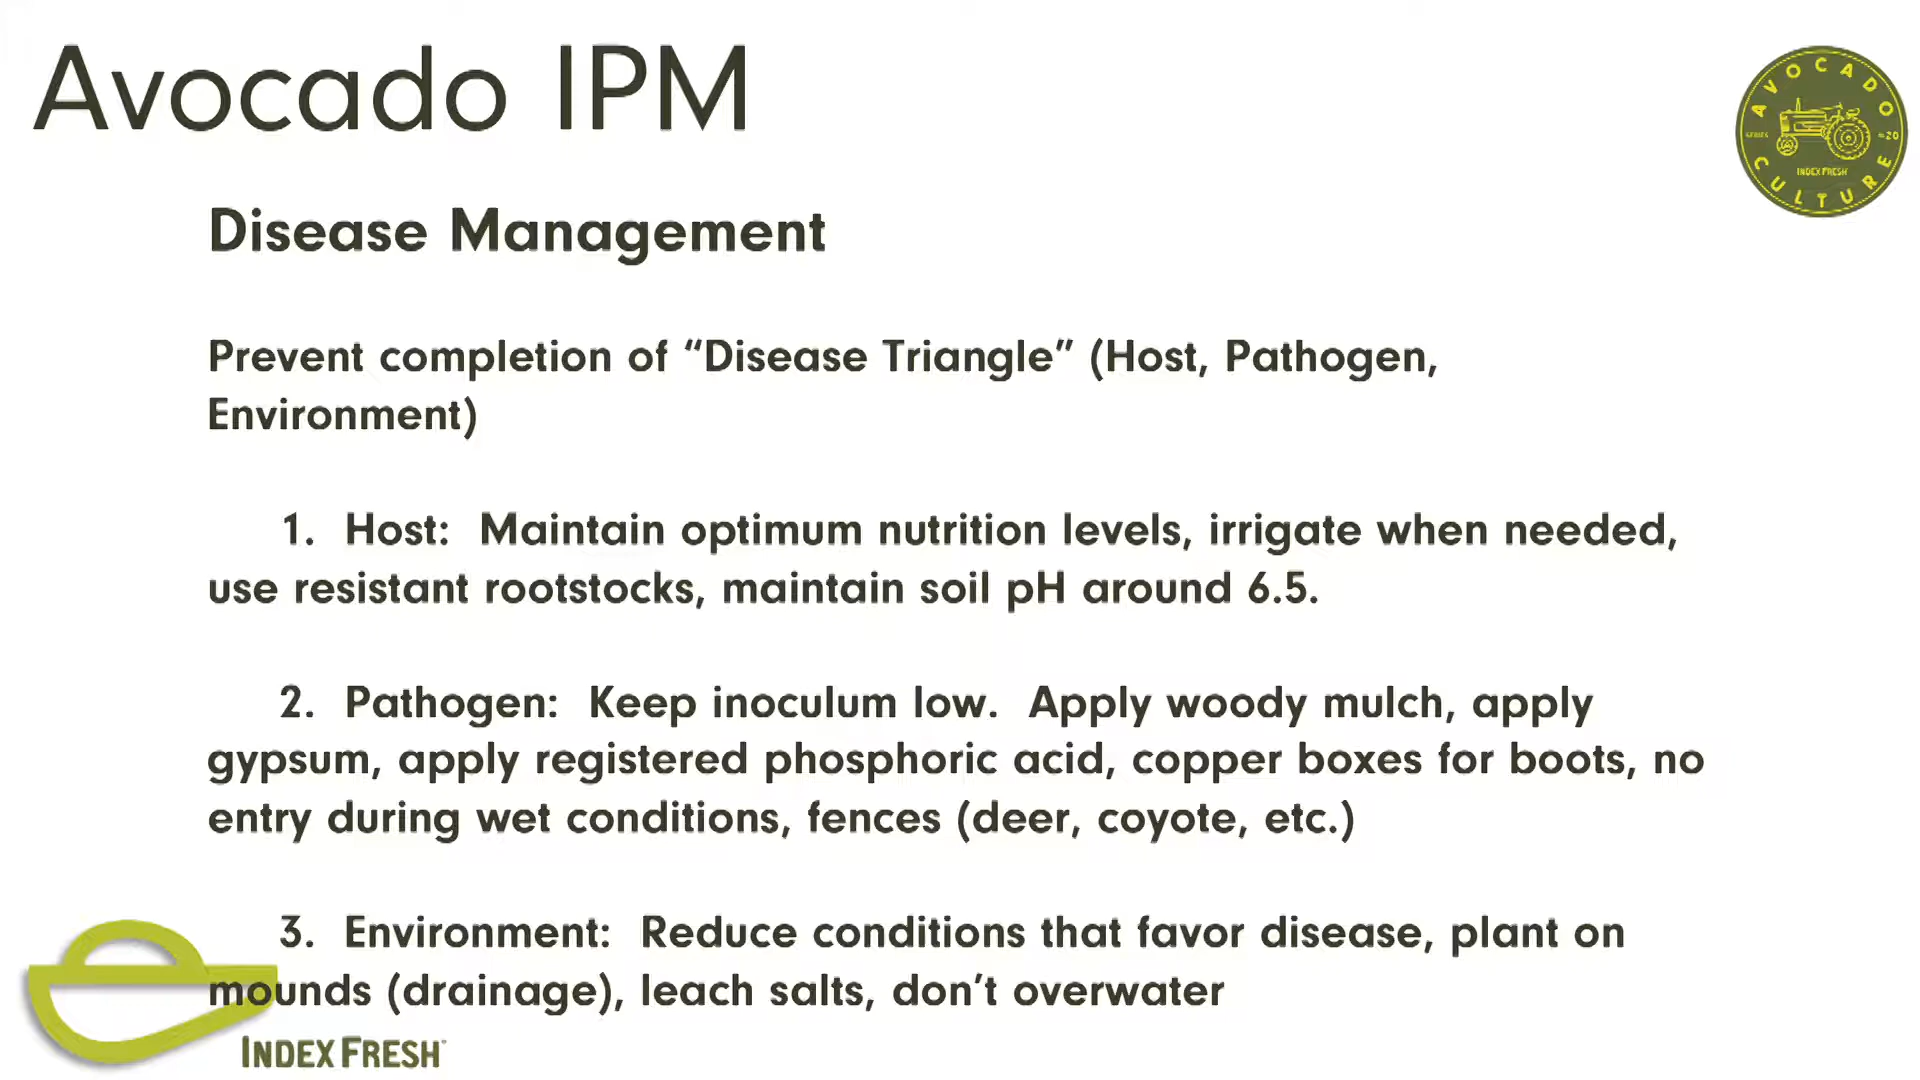 Avocado IPM
AVOCADO
SERIES
INDEX FRESH
CULTURE
Disease Management
Prevent completion of “Disease Triangle” (Host, Pathogen,
Environment)
1. Host: Maintain optimum nutrition levels, irrigate when needed,
use resistant rootstocks, maintain soil pH around 6.5.
2. Pathogen: Keep inoculum low. Apply woody mulch, apply
gypsum, apply registered phosphoric acid, copper boxes for boots, no
entry during wet conditions, fences (deer, coyote, etc.)
3. Environment: Reduce conditions that favor disease, plant on
mounds (drainage), leach salts, don’t overwater
INDEX FRESH